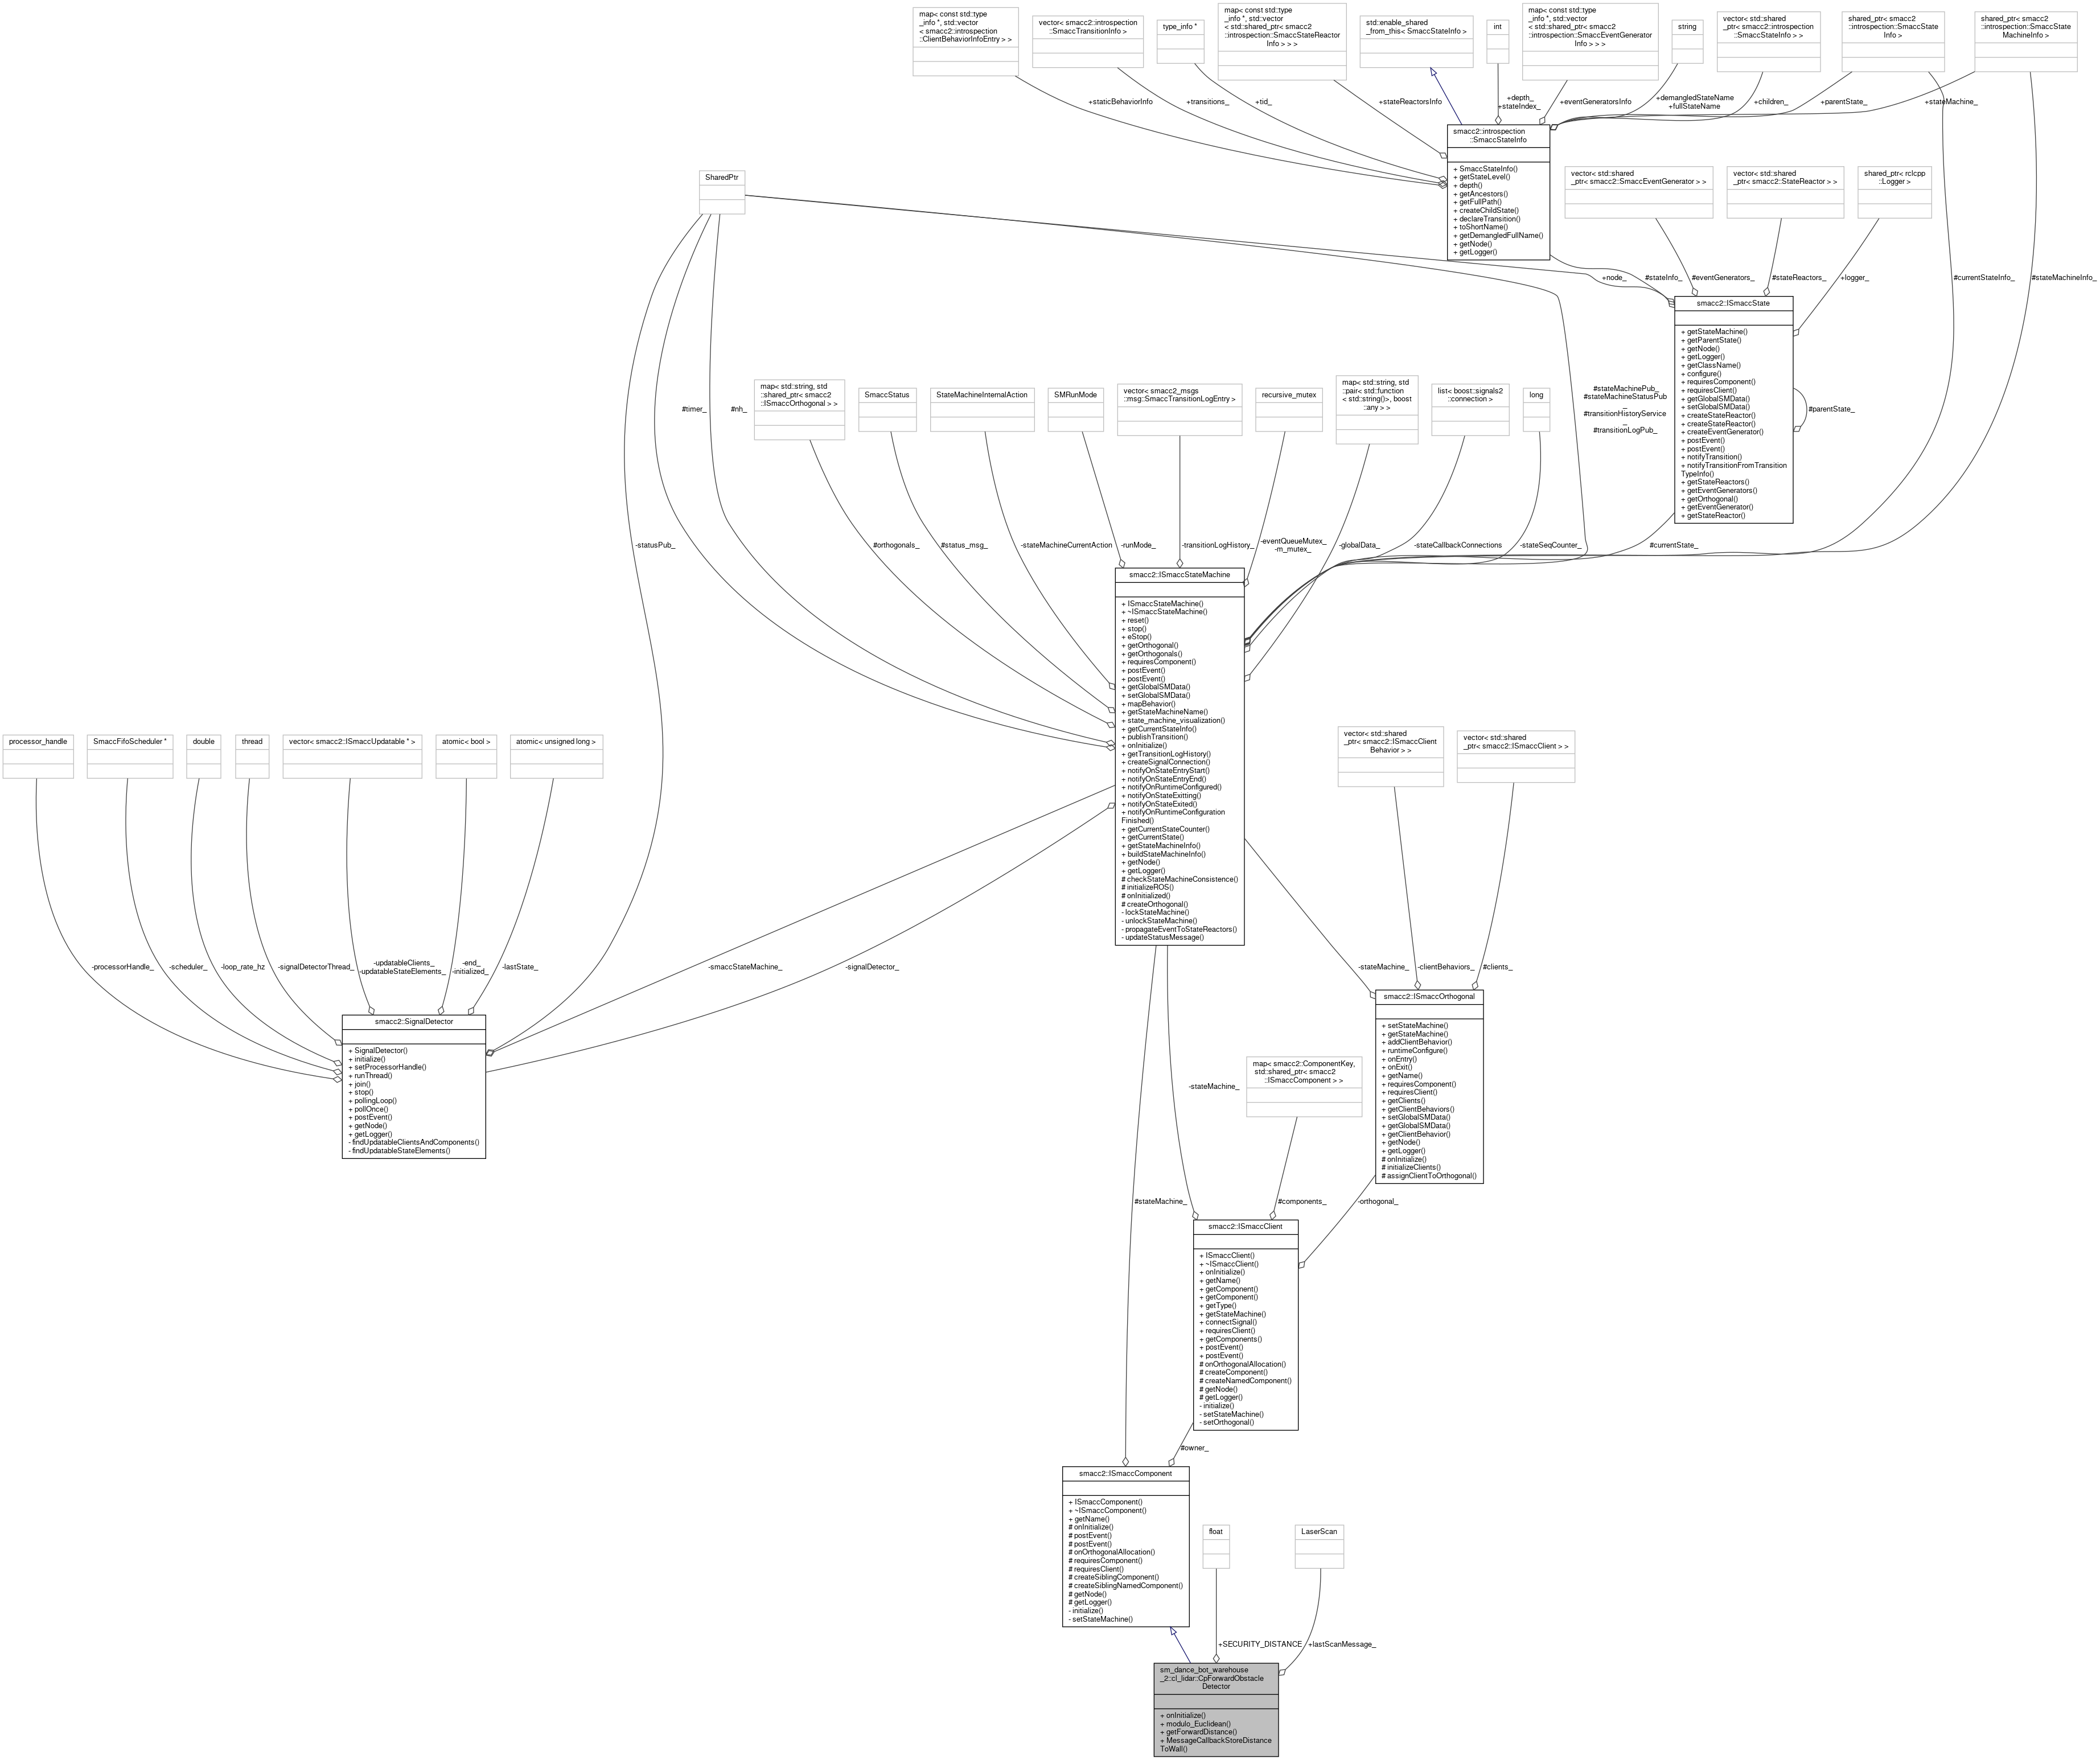 map< const std::type
_info *, std::vector
< smacc2::introspection
::ClientBehaviorInfoEntry > >
vector< smacc2::introspection
::SmaccTransitionInfo >
type_info *
map< const std::type
_info *, std::vector
< std::shared_ptr< smacc2
::introspection::SmaccStateReactor
Info > > >
std::enable_shared
_from_this< SmaccStateInfo >
int
map< const std::type
_info *, std::vector
< std::shared_ptr< smacc2
::introspection::SmaccEventGenerator
Info > > >
string
vector< std::shared
_ptr< smacc2::introspection
::SmaccStateInfo > >
shared_ptr< smacc2
::introspection::SmaccState
Info >
shared_ptr< smacc2
::introspection::SmaccState
MachineInfo >
+staticBehaviorInfo
+transitions_
+tid_
+stateReactorsInfo
+depth_
+stateIndex_
+eventGeneratorsInfo
+demangledStateName
+fullStateName
+children_
+parentState_
+stateMachine_
smacc2::introspection
::SmaccStateInfo
+ SmaccStateInfo()
+ getStateLevel()
+ depth()
+ getAncestors()
+ getFullPath()
+ createChildState()
+ declareTransition()
+ toShortName()
+ getDemangledFullName()
+ getNode()
+ getLogger()
SharedPtr
vector< std::shared
_ptr< smacc2::SmaccEventGenerator > >
vector< std::shared
_ptr< smacc2::StateReactor > >
shared_ptr< rclcpp
::Logger >
+node_
#stateInfo_
#eventGenerators_
#stateReactors_
+logger_
#currentStateInfo_
#stateMachineInfo_
smacc2::ISmaccState
+ getStateMachine()
+ getParentState()
+ getNode()
+ getLogger()
+ getClassName()
+ configure()
+ requiresComponent()
+ requiresClient()
+ getGlobalSMData()
+ setGlobalSMData()
+ createStateReactor()
+ createStateReactor()
+ createEventGenerator()
+ postEvent()
+ postEvent()
+ notifyTransition()
+ notifyTransitionFromTransition
TypeInfo()
+ getStateReactors()
+ getEventGenerators()
+ getOrthogonal()
+ getEventGenerator()
+ getStateReactor()
#parentState_
#timer_
#nh_
map< std::string, std
::shared_ptr< smacc2
::ISmaccOrthogonal > >
SmaccStatus
StateMachineInternalAction
SMRunMode
vector< smacc2_msgs
::msg::SmaccTransitionLogEntry >
recursive_mutex
map< std::string, std
::pair< std::function
< std::string()>, boost
::any > >
list< boost::signals2
::connection >
long
#stateMachinePub_
#stateMachineStatusPub
_
#transitionHistoryService
_
#transitionLogPub_
-statusPub_
#orthogonals_
#status_msg_
-stateMachineCurrentAction
-runMode_
-transitionLogHistory_
-eventQueueMutex_
-m_mutex_
-globalData_
-stateCallbackConnections
-stateSeqCounter_
#currentState_
smacc2::ISmaccStateMachine
+ ISmaccStateMachine()
+ ~ISmaccStateMachine()
+ reset()
+ stop()
+ eStop()
+ getOrthogonal()
+ getOrthogonals()
+ requiresComponent()
+ postEvent()
+ postEvent()
+ getGlobalSMData()
+ setGlobalSMData()
+ mapBehavior()
+ getStateMachineName()
+ state_machine_visualization()
+ getCurrentStateInfo()
+ publishTransition()
+ onInitialize()
+ getTransitionLogHistory()
+ createSignalConnection()
+ notifyOnStateEntryStart()
+ notifyOnStateEntryEnd()
+ notifyOnRuntimeConfigured()
+ notifyOnStateExitting()
+ notifyOnStateExited()
+ notifyOnRuntimeConfiguration
Finished()
+ getCurrentStateCounter()
+ getCurrentState()
+ getStateMachineInfo()
+ buildStateMachineInfo()
+ getNode()
+ getLogger()
# checkStateMachineConsistence()
# initializeROS()
# onInitialized()
# createOrthogonal()
- lockStateMachine()
- unlockStateMachine()
- propagateEventToStateReactors()
- updateStatusMessage()
processor_handle
SmaccFifoScheduler *
double
thread
vector< smacc2::ISmaccUpdatable * >
atomic< bool >
atomic< unsigned long >
vector< std::shared
_ptr< smacc2::ISmaccClient
Behavior > >
vector< std::shared
_ptr< smacc2::ISmaccClient > >
-processorHandle_
-scheduler_
-loop_rate_hz
-signalDetectorThread_
-updatableClients_
-updatableStateElements_
-end_
-initialized_
-lastState_
-smaccStateMachine_
-signalDetector_
-stateMachine_
-clientBehaviors_
#clients_
smacc2::SignalDetector
+ SignalDetector()
+ initialize()
+ setProcessorHandle()
+ runThread()
+ join()
+ stop()
+ pollingLoop()
+ pollOnce()
+ postEvent()
+ getNode()
+ getLogger()
- findUpdatableClientsAndComponents()
- findUpdatableStateElements()
smacc2::ISmaccOrthogonal
+ setStateMachine()
+ getStateMachine()
+ addClientBehavior()
+ runtimeConfigure()
+ onEntry()
+ onExit()
+ getName()
+ requiresComponent()
+ requiresClient()
+ getClients()
+ getClientBehaviors()
+ setGlobalSMData()
+ getGlobalSMData()
+ getClientBehavior()
+ getNode()
+ getLogger()
# onInitialize()
# initializeClients()
# assignClientToOrthogonal()
map< smacc2::ComponentKey,
std::shared_ptr< smacc2
::ISmaccComponent > >
-stateMachine_
#stateMachine_
#components_
-orthogonal_
smacc2::ISmaccClient
+ ISmaccClient()
+ ~ISmaccClient()
+ onInitialize()
+ getName()
+ getComponent()
+ getComponent()
+ getType()
+ getStateMachine()
+ connectSignal()
+ requiresClient()
+ getComponents()
+ postEvent()
+ postEvent()
# onOrthogonalAllocation()
# createComponent()
# createNamedComponent()
# getNode()
# getLogger()
- initialize()
- setStateMachine()
- setOrthogonal()
#owner_
smacc2::ISmaccComponent
+ ISmaccComponent()
+ ~ISmaccComponent()
+ getName()
# onInitialize()
# postEvent()
# postEvent()
# onOrthogonalAllocation()
# requiresComponent()
# requiresClient()
# createSiblingComponent()
# createSiblingNamedComponent()
# getNode()
# getLogger()
- initialize()
- setStateMachine()
float
LaserScan
+SECURITY_DISTANCE
+lastScanMessage_
sm_dance_bot_warehouse
_2::cl_lidar::CpForwardObstacle
Detector
+ onInitialize()
+ modulo_Euclidean()
+ getForwardDistance()
+ MessageCallbackStoreDistance
ToWall()